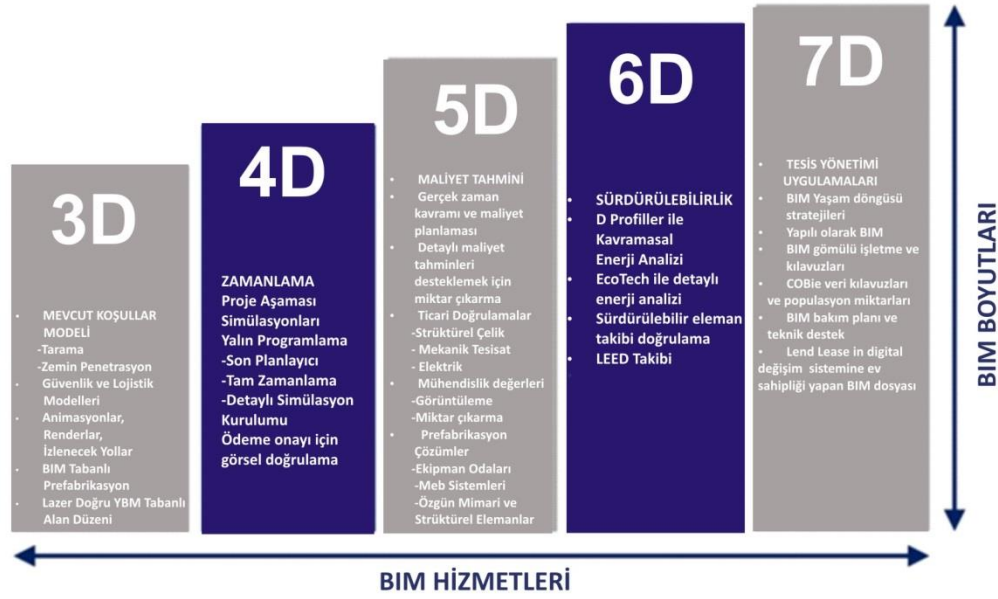 3D
• MEVCUT KOŞULLAR
MODELİ
-Tarama
-Zemin Penetrasyon
• Güvenlik ve Lojistik
Modelleri
• Animasyonlar,
Renderlar,
İzlenecek Yollar
• BIM Tabanlı
Prefabrikasyon
• Lazer Doğru YBM Tabanlı
Alan Düzeni
4D
ZAMANLAMA
Proje Aşaması
Simülasyonları
Yalın Programlama
-Son Planlayıcı
-Tam Zamanlama
-Detaylı Simülasyon
Kurulumu
Ödeme onayı için
görsel doğrulama
5D
• MALİYET TAHMİNİ
• Gerçek zaman
kavramı ve maliyet
planlaması
• Detaylı maliyet
tahminleri
desteklemek için
miktar çıkarma
• Ticari Doğrulamalar
-Strüktürel Çelik
- Mekanik Tesisat
- Elektrik
• Mühendislik değerleri
-Görüntüleme
-Miktar çıkarma
• Prefabrikasyon
Çözümler
-Ekipman Odaları
-Meb Sistemleri
-Özgün Mimari ve
Strüktürel Elemanlar
6D
• SÜRDÜRÜLEBİLİRLİK
• D Profiller ile
Kavramasal
Enerji Analizi
• EcoTech ile detaylı
enerji analizi
• Sürdürülebilir eleman
takibi doğrulama
• LEED Takibi
7D
• TESİS YÖNETİMİ
UYGULAMALARI
• BIM Yaşam döngüsü
stratejileri
• Yapılı olarak BIM
• BIM gömülü işletme ve
kılavuzları
• COBie veri kılavuzları
ve populasyon miktarları
• BIM bakım planı ve
teknik destek
• Lend Lease in digital
değişim sistemine ev
sahipliği yapan BIM dosyası
BIM BOYUTLARI
BIM HİZMETLERİ